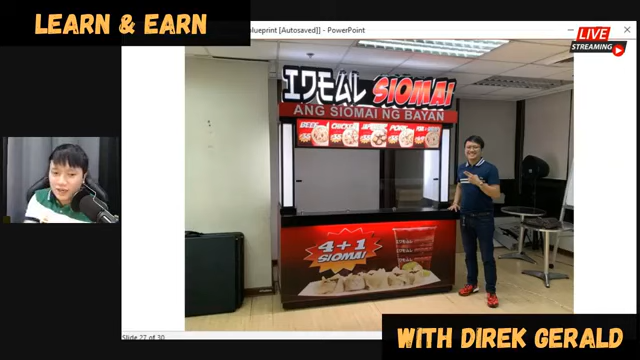 LEARN & EARN
blueprint [Autosaved]] - PowerPoint
LIVE
STREAMING
IDEAL SIOMAI
ANG SIOMAI NG BAYAN
BEEF CHICKEN JAPANESE PORK
4+1
SIOMAI
Slide 27 of 30
WITH DIREK GERALD